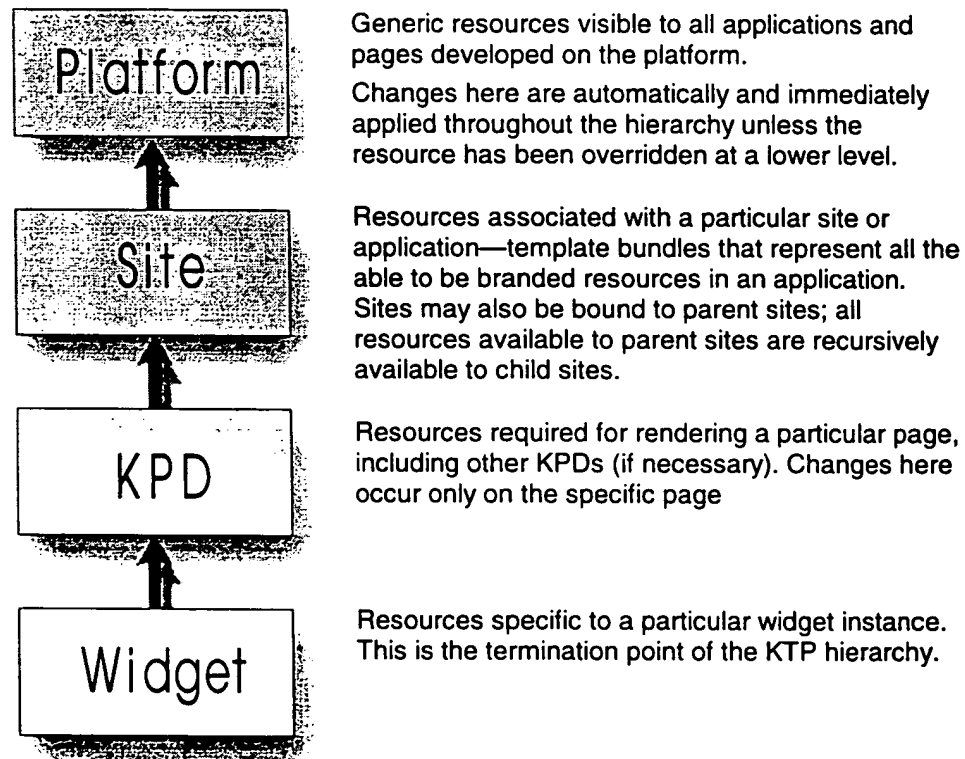 Platform
Generic resources visible to all applications and
pages developed on the platform.
Changes here are automatically and immediately
applied throughout the hierarchy unless the
resource has been overridden at a lower level.
Site
Resources associated with a particular site or
application—template bundles that represent all the
able to be branded resources in an application.
Sites may also be bound to parent sites; all
resources available to parent sites are recursively
available to child sites.
KPD
Resources required for rendering a particular page,
including other KPDs (if necessary). Changes here
occur only on the specific page
Widget
Resources specific to a particular widget instance.
This is the termination point of the KTP hierarchy.